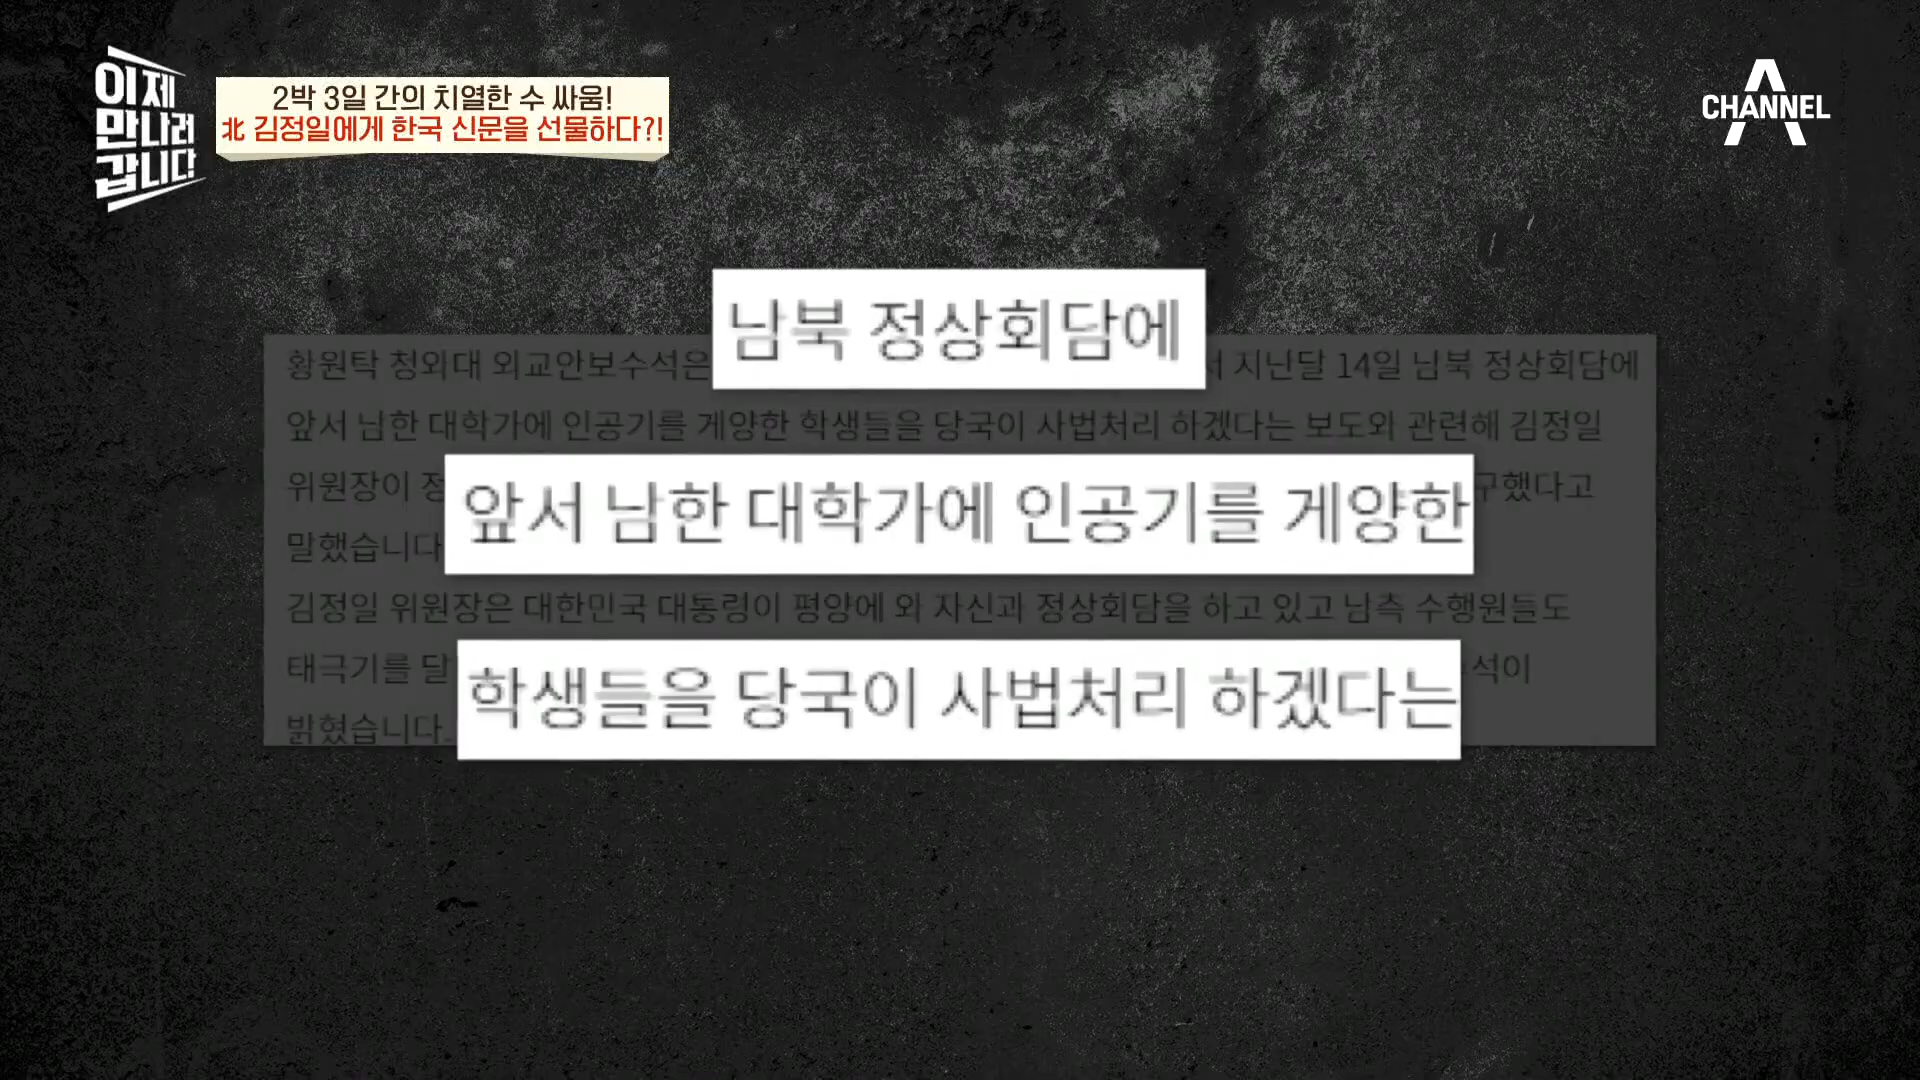 이제
만나러
갑니다
2박 3일 간의 치열한 수 싸움!
北 김정일에게 한국 신문을 선물하다?!
CHANNEL A
남북 정상회담에
황원탁 청외대 외교안보수석은 지난달 14일 남북 정상회담에
앞서 남한 대학가에 인공기를 게양한 학생들을 당국이 사법처리 하겠다는 보도와 관련해 김정일
위원장이 구했다고
앞서 남한 대학가에 인공기를 게양한
말했습니다
김정일 위원장은 대한민국 대통령이 평양에 와 자신과 정상회담을 하고 있고 남측 수행원들도
태극기를 달 석이
학생들을 당국이 사법처리 하겠다는
밝혔습니다.